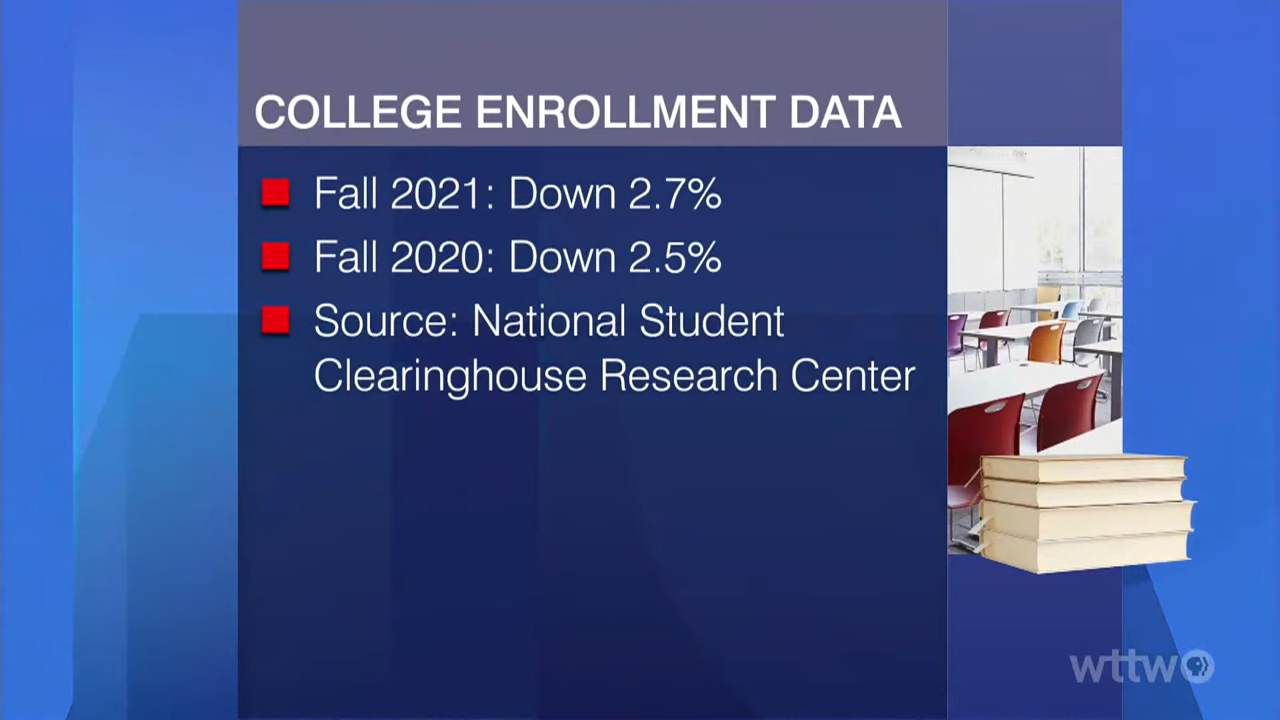 COLLEGE ENROLLMENT DATA
Fall 2021: Down 2.7%
Fall 2020: Down 2.5%
Source: National Student
Clearinghouse Research Center
wttw